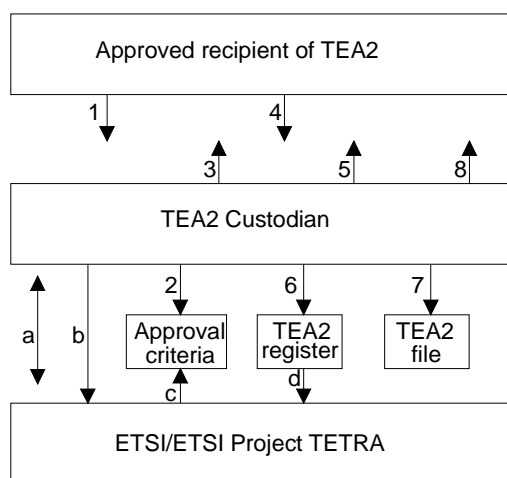 Approved recipient of TEA2
1 4
3 5 8
TEA2 Custodian
2 6 7
a b
Approval
criteria
TEA2
register
TEA2
file
c d
ETSI/ETSI Project TETRA